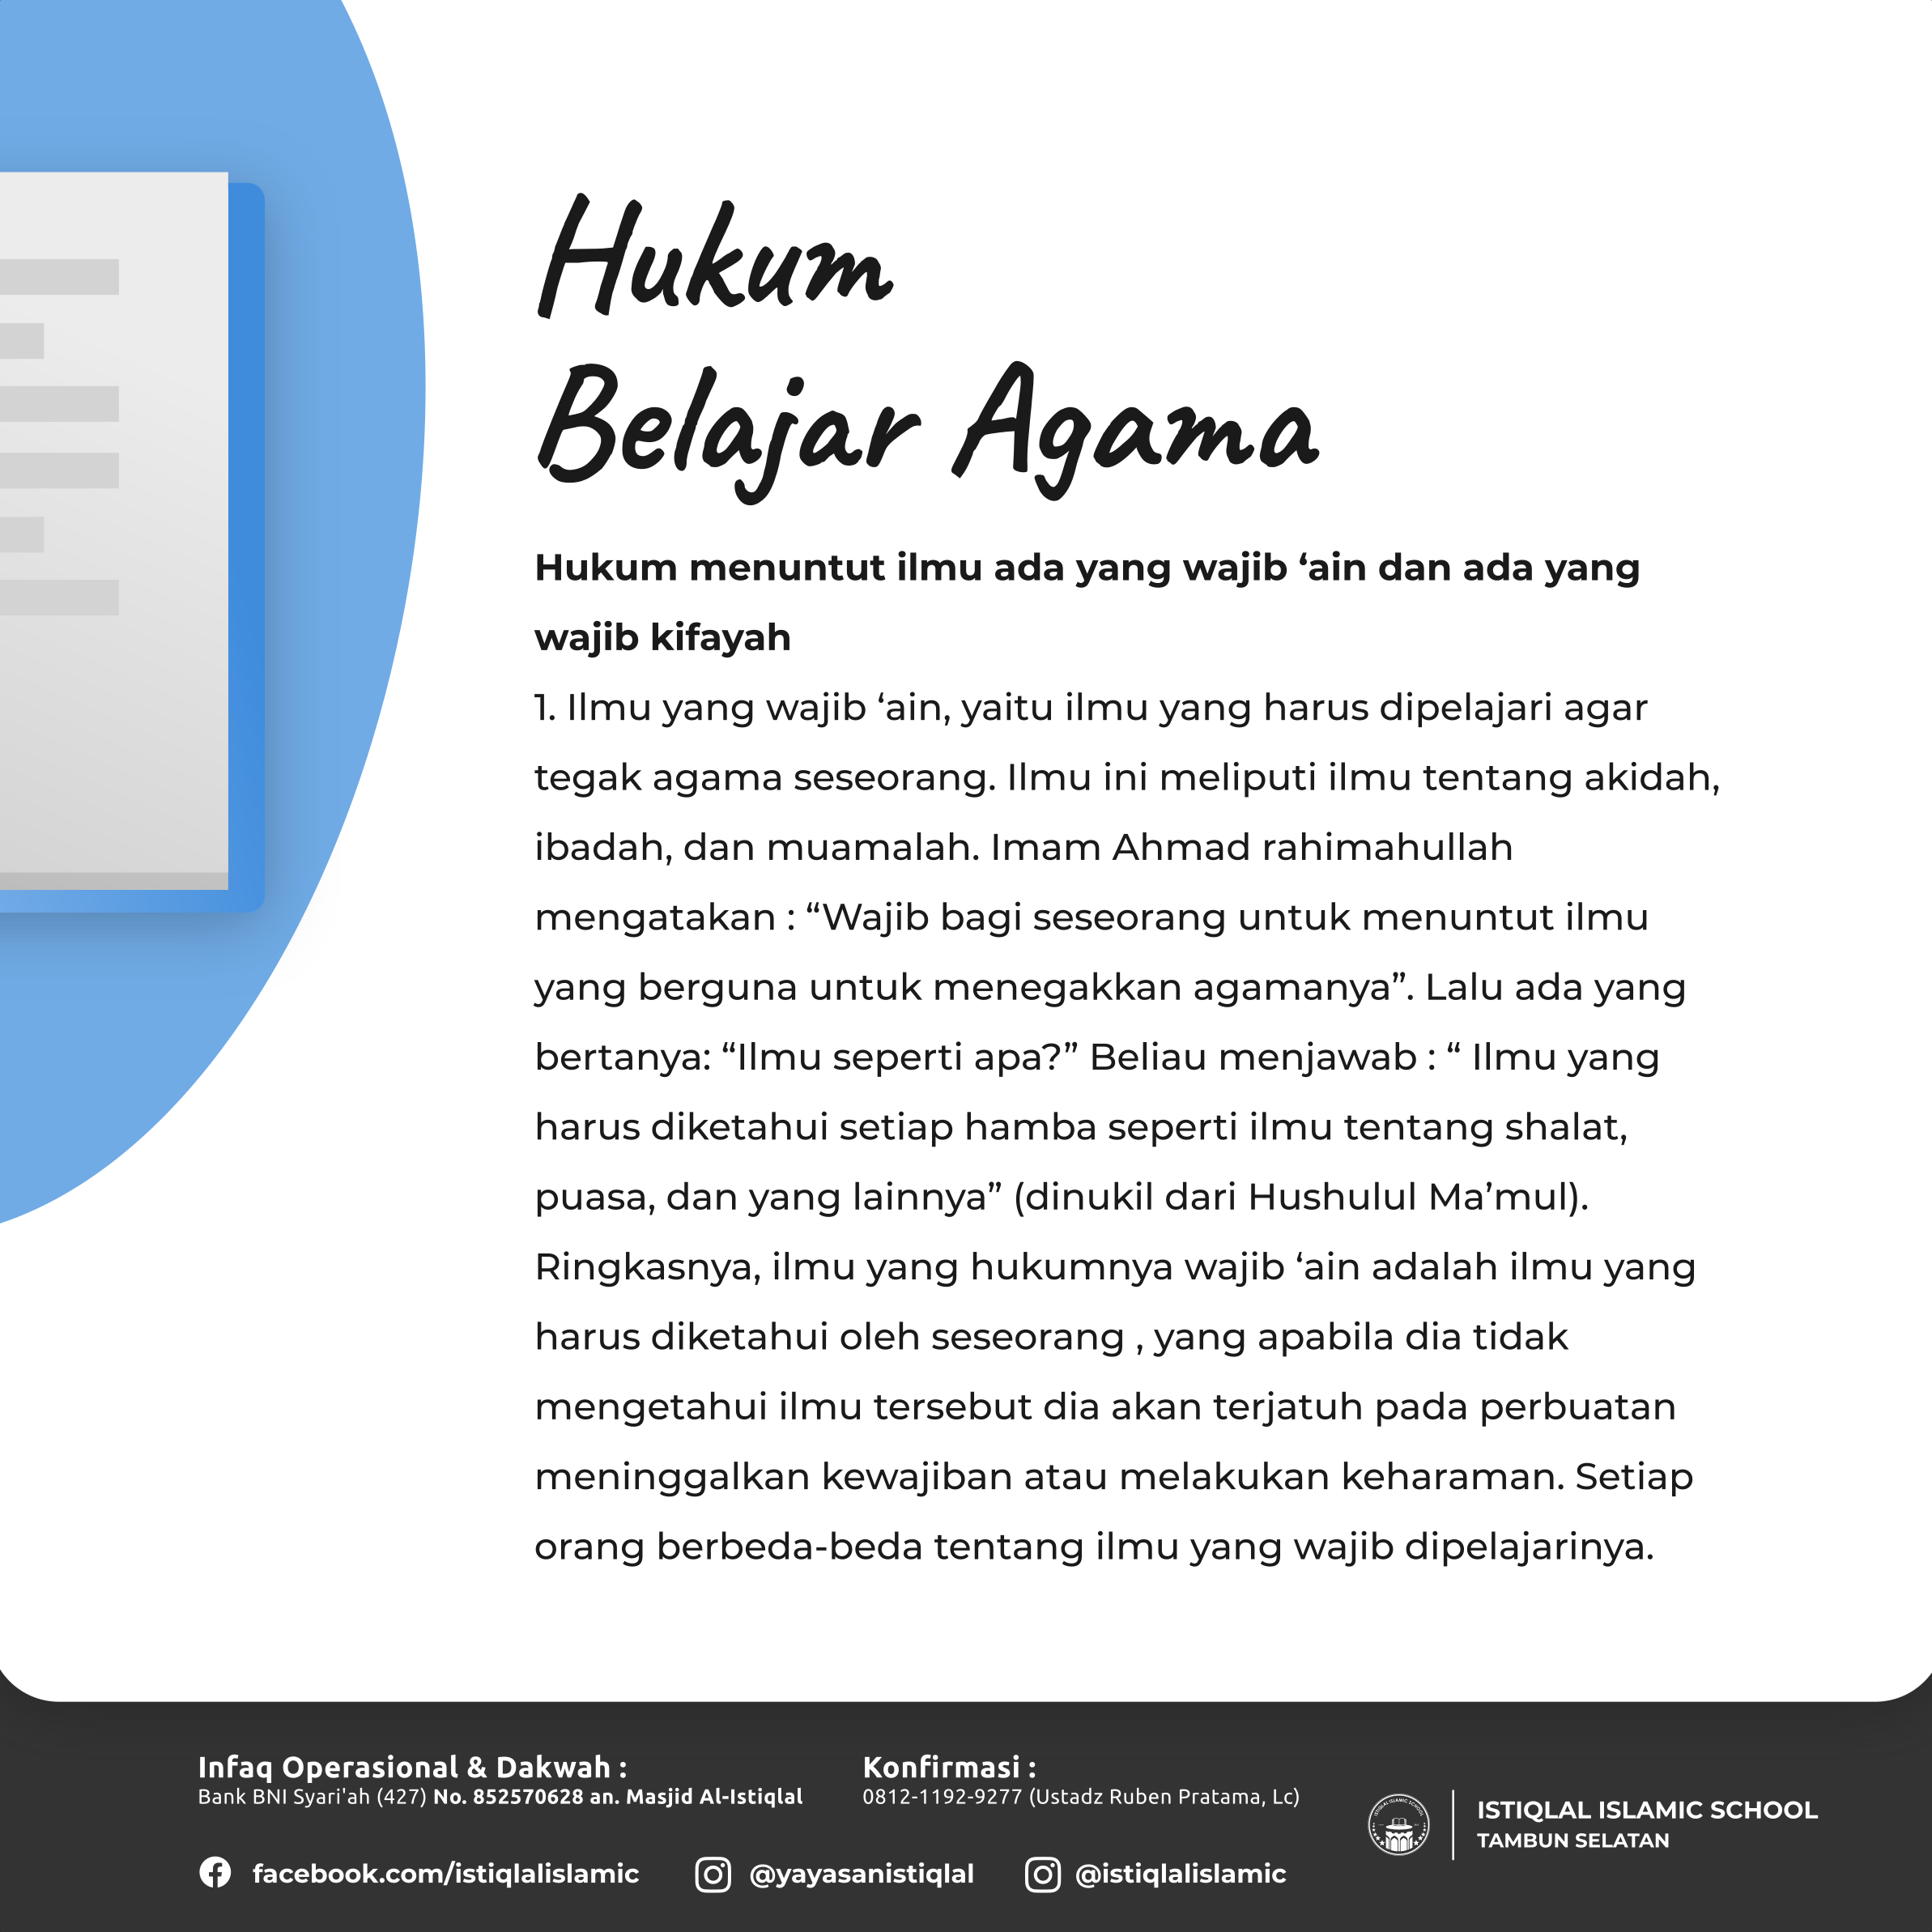 Hukum
Belajar Agama
Hukum menuntut ilmu ada yang wajib ‘ain dan ada yang
wajib kifayah
1. Ilmu yang wajib ‘ain, yaitu ilmu yang harus dipelajari agar
tegak agama seseorang. Ilmu ini meliputi ilmu tentang akidah,
ibadah, dan muamalah. Imam Ahmad rahimahullah
mengatakan : “Wajib bagi seseorang untuk menuntut ilmu
yang berguna untuk menegakkan agamanya”. Lalu ada yang
bertanya: “Ilmu seperti apa?” Beliau menjawab : “ Ilmu yang
harus diketahui setiap hamba seperti ilmu tentang shalat,
puasa, dan yang lainnya” (dinukil dari Hushulul Ma’mul).
Ringkasnya, ilmu yang hukumnya wajib ‘ain adalah ilmu yang
harus diketahui oleh seseorang , yang apabila dia tidak
mengetahui ilmu tersebut dia akan terjatuh pada perbuatan
meninggalkan kewajiban atau melakukan keharaman. Setiap
orang berbeda-beda tentang ilmu yang wajib dipelajarinya.
Infaq Operasional & Dakwah :
Bank BNI Syari'ah (427) No. 852570628 an. Masjid Al-Istiqlal
Konfirmasi :
0812-1192-9277 (Ustadz Ruben Pratama, Lc)
facebook.com/istiqlalislamic
@yayasanistiqlal
@istiqlalislamic
ISTIQLAL ISLAMIC SCHOOL
ISTIQLAL ISLAMIC SCHOOL
TAMBUN SELATAN